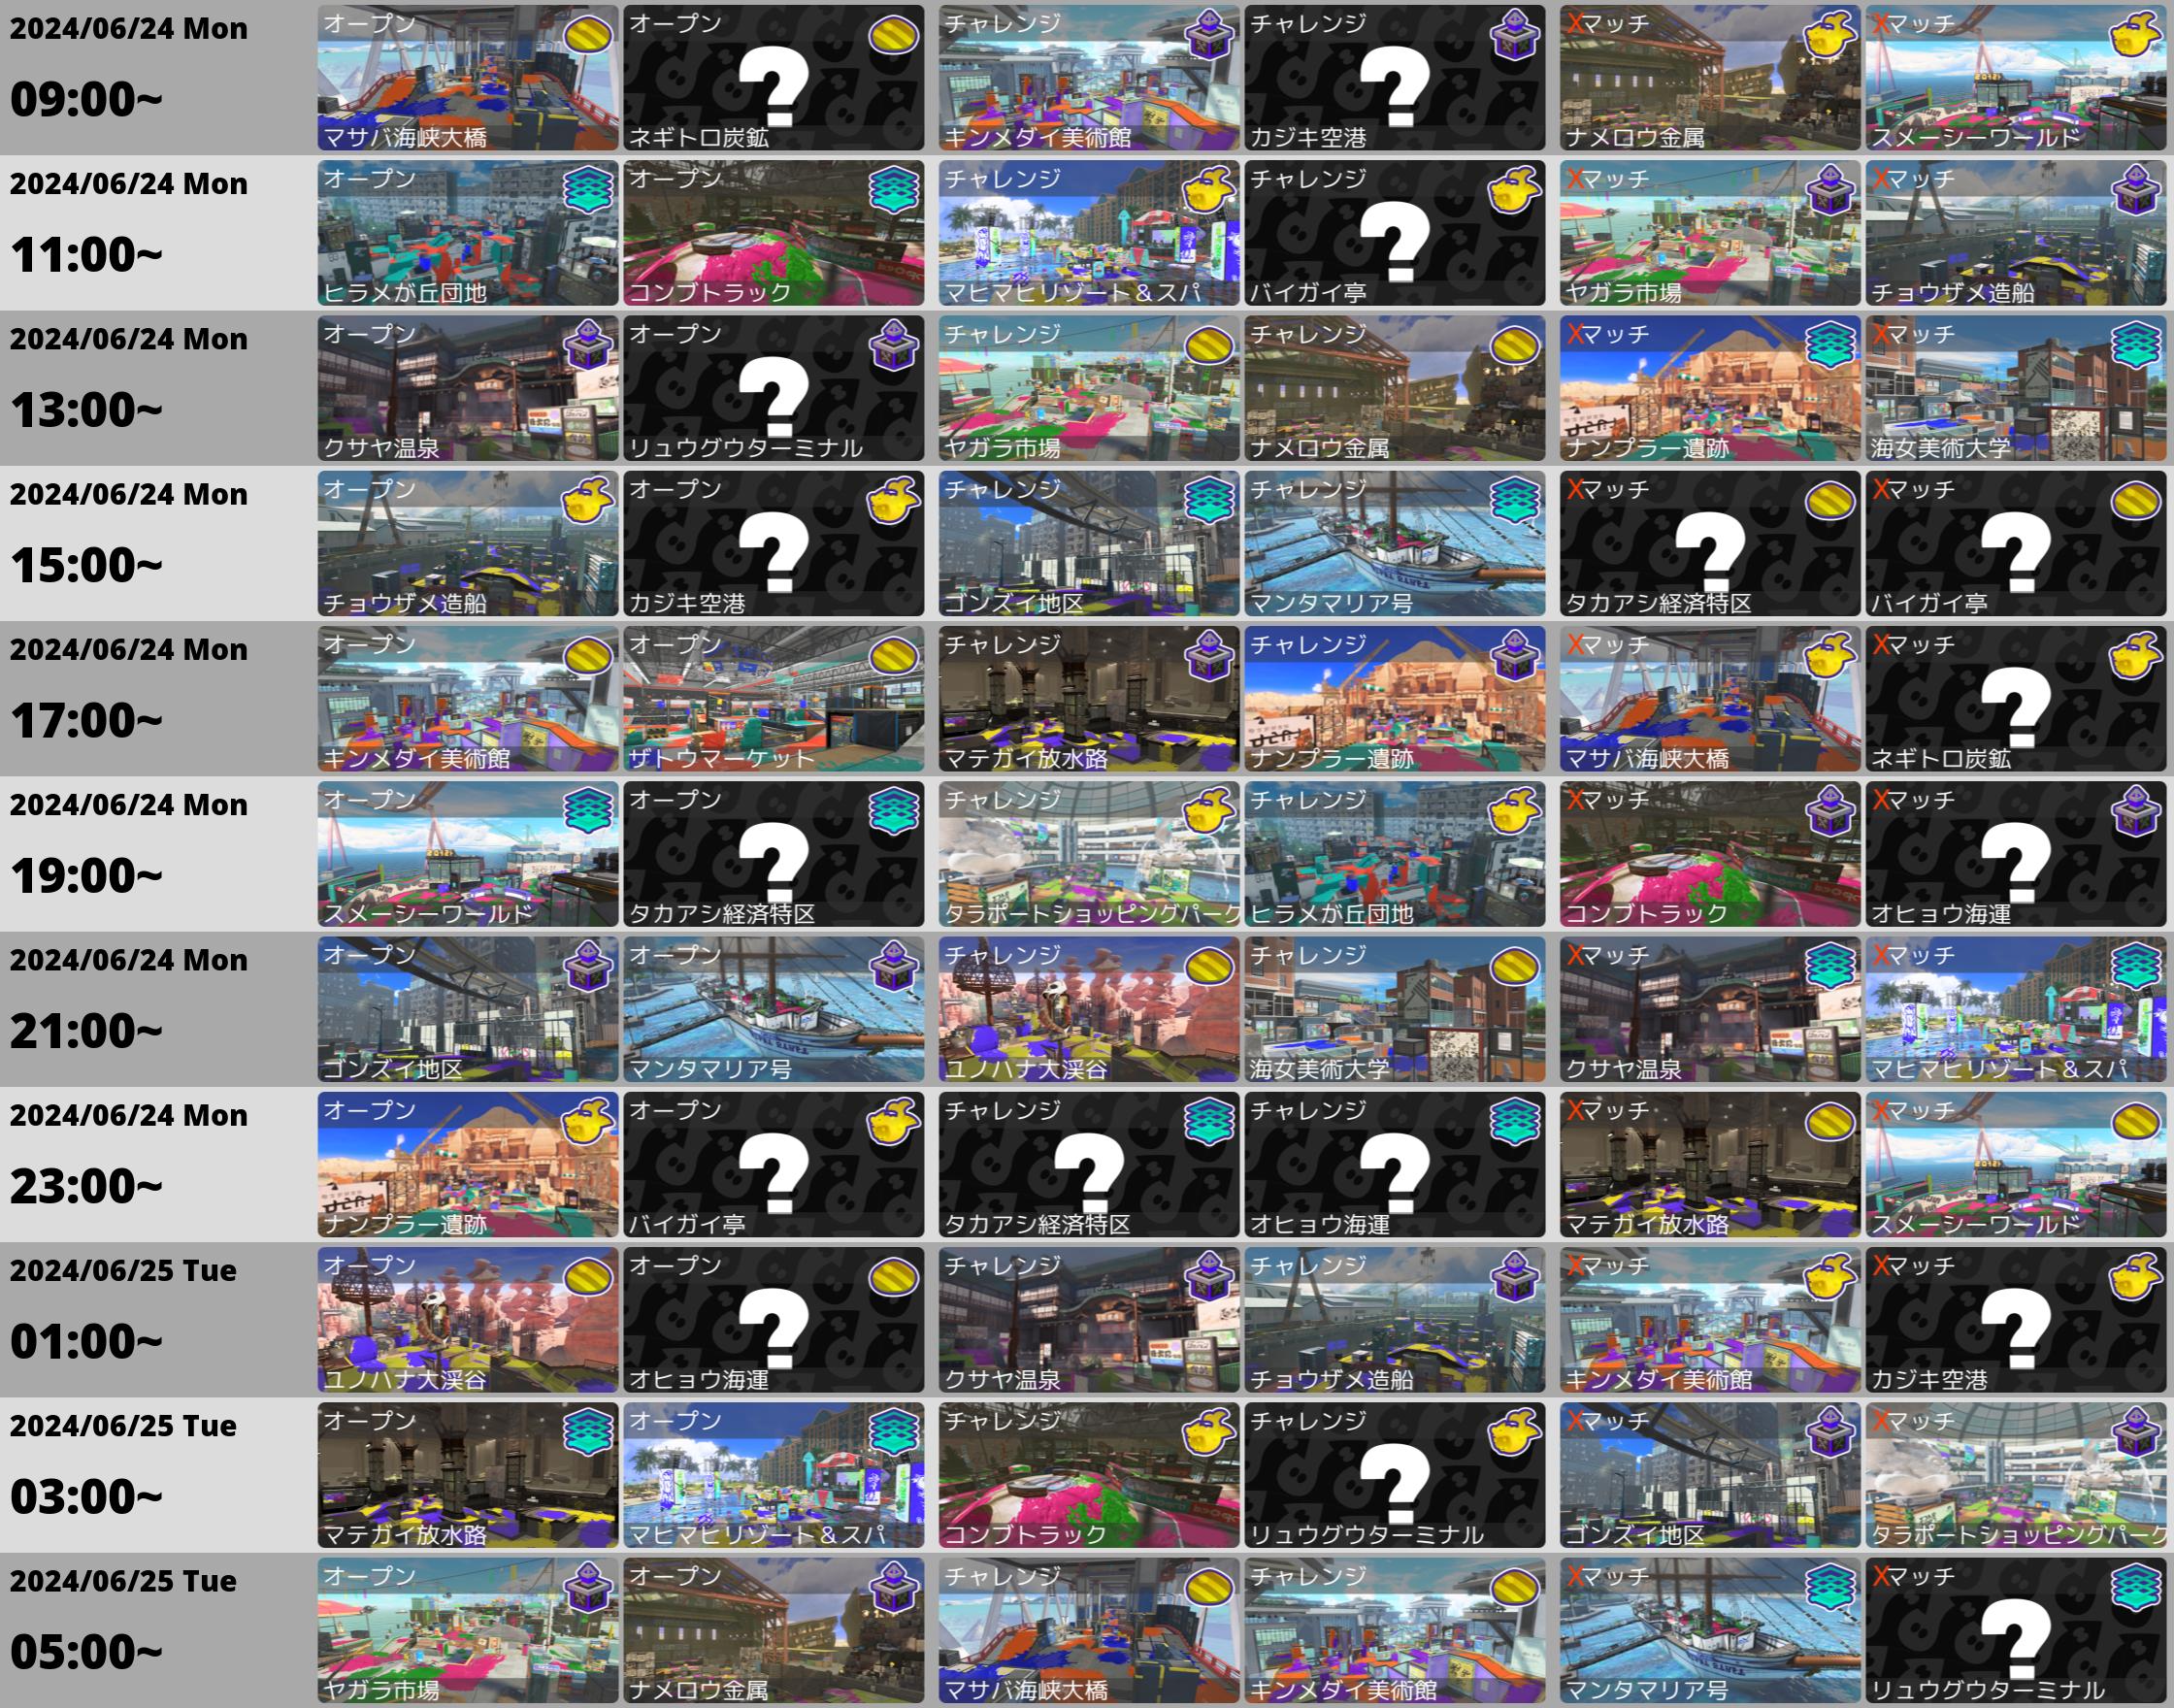 2024/06/24 Mon
09:00~
オープン
マサバ海峡大橋
オープン
ネギトロ炭鉱
チャレンジ
キンメダイ美術館
チャレンジ
カジキ空港
Xマッチ
ナメロウ金属
Xマッチ
スメーシーワールド
2024/06/24 Mon
11:00~
オープン
ヒラメが丘団地
オープン
コンブトラック
チャレンジ
マヒマヒリゾート＆スパ
チャレンジ
バイガイ亭
Xマッチ
ヤガラ市場
Xマッチ
チョウザメ造船
2024/06/24 Mon
13:00~
オープン
クサヤ温泉
オープン
リュウグウターミナル
チャレンジ
ヤガラ市場
チャレンジ
ナメロウ金属
Xマッチ
ナンプラー遺跡
Xマッチ
海女美術大学
2024/06/24 Mon
15:00~
オープン
チョウザメ造船
オープン
カジキ空港
チャレンジ
ゴンズイ地区
チャレンジ
マンタマリア号
Xマッチ
タカアシ経済特区
Xマッチ
バイガイ亭
2024/06/24 Mon
17:00~
オープン
キンメダイ美術館
オープン
ザトウマーケット
チャレンジ
マテガイ放水路
チャレンジ
ナンプラー遺跡
Xマッチ
マサバ海峡大橋
Xマッチ
ネギトロ炭鉱
2024/06/24 Mon
19:00~
オープン
スメーシーワールド
オープン
タカアシ経済特区
チャレンジ
タラポートショッピングパーク
チャレンジ
ヒラメが丘団地
Xマッチ
コンブトラック
Xマッチ
オヒョウ海運
2024/06/24 Mon
21:00~
オープン
ゴンズイ地区
オープン
マンタマリア号
チャレンジ
ユノハナ大渓谷
チャレンジ
海女美術大学
Xマッチ
クサヤ温泉
Xマッチ
マヒマヒリゾート＆スパ
2024/06/24 Mon
23:00~
オープン
ナンプラー遺跡
オープン
バイガイ亭
チャレンジ
タカアシ経済特区
チャレンジ
オヒョウ海運
Xマッチ
マテガイ放水路
Xマッチ
スメーシーワールド
2024/06/25 Tue
01:00~
オープン
ユノハナ大渓谷
オープン
オヒョウ海運
チャレンジ
クサヤ温泉
チャレンジ
チョウザメ造船
Xマッチ
キンメダイ美術館
Xマッチ
カジキ空港
2024/06/25 Tue
03:00~
オープン
マテガイ放水路
オープン
マヒマヒリゾート＆スパ
チャレンジ
コンブトラック
チャレンジ
リュウグウターミナル
Xマッチ
ゴンズイ地区
Xマッチ
タラポートショッピングパーク
2024/06/25 Tue
05:00~
オープン
ヤガラ市場
オープン
ナメロウ金属
チャレンジ
マサバ海峡大橋
チャレンジ
キンメダイ美術館
Xマッチ
マンタマリア号
Xマッチ
リュウグウターミナル